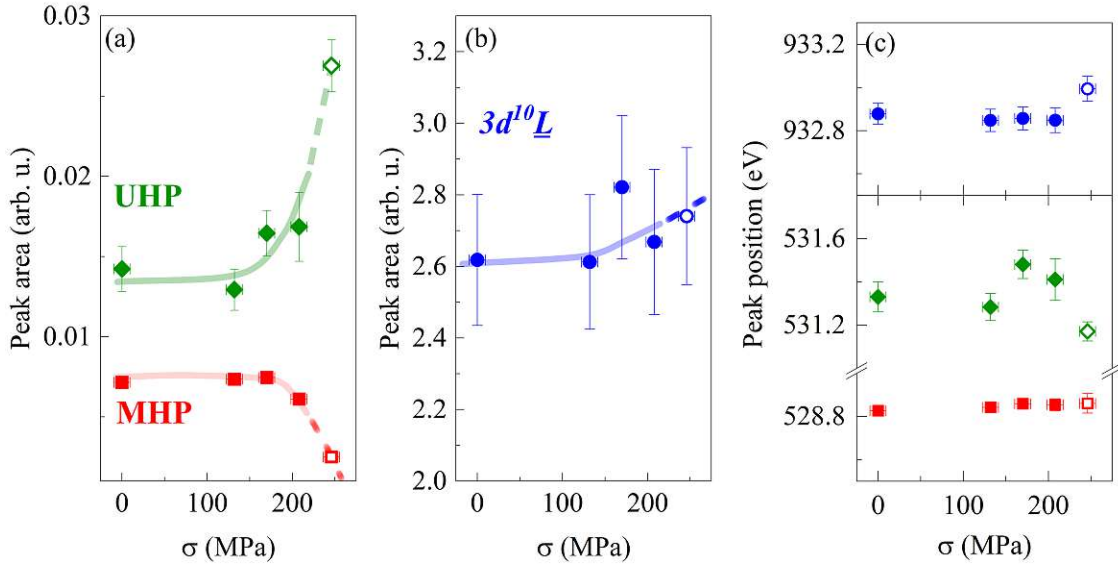 (a)
0.03
0.02
0.01
Peak area (arb. u.)
UHP
MHP
0
100
200
σ (MPa)
(b)
3.2
3.0
2.8
2.6
2.4
2.2
2.0
Peak area (arb. u.)
3d¹⁰L̲
0
100
200
σ (MPa)
(c)
933.2
932.8
531.6
531.2
528.8
Peak position (eV)
0
100
200
σ (MPa)